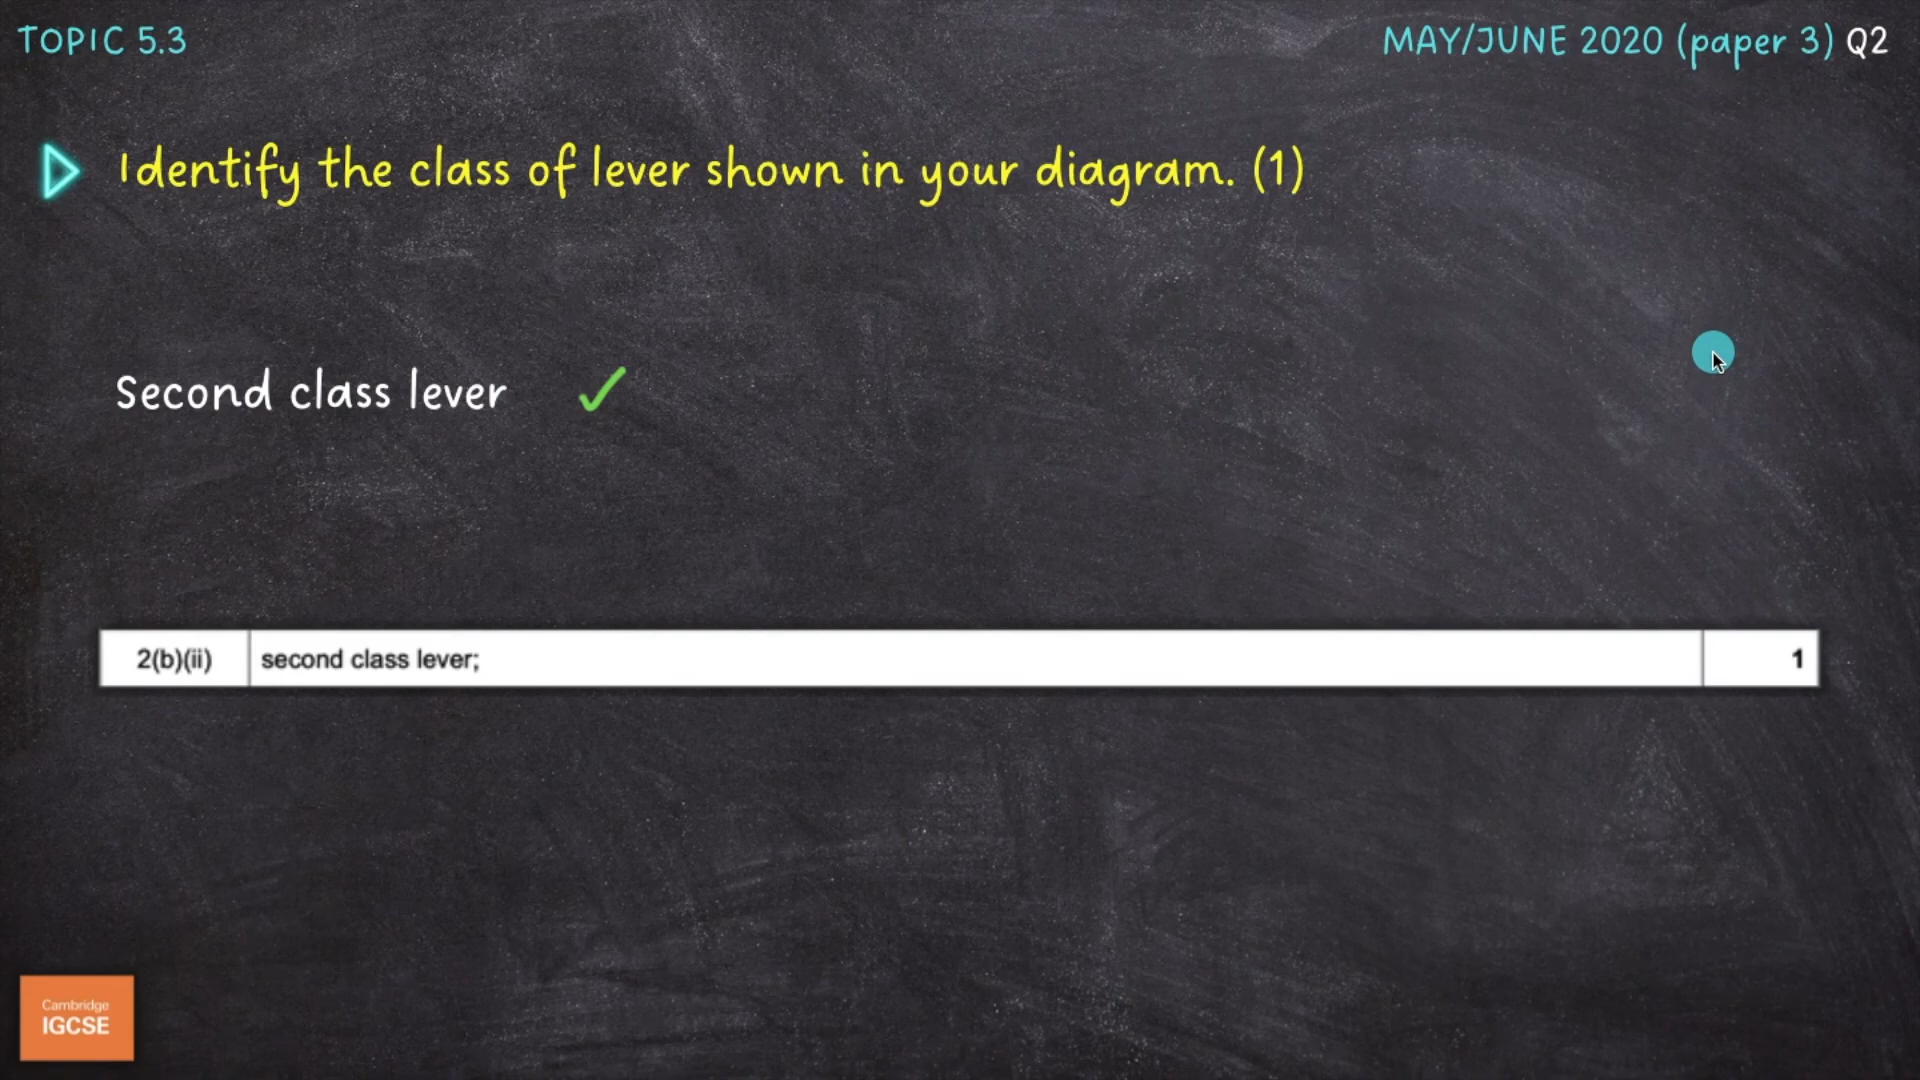 TOPIC 5.3
MAY/JUNE 2020 (paper 3) Q2
Identify the class of lever shown in your diagram. (1)
Second class lever
2(b)(ii) second class lever; 1
Cambridge
IGCSE